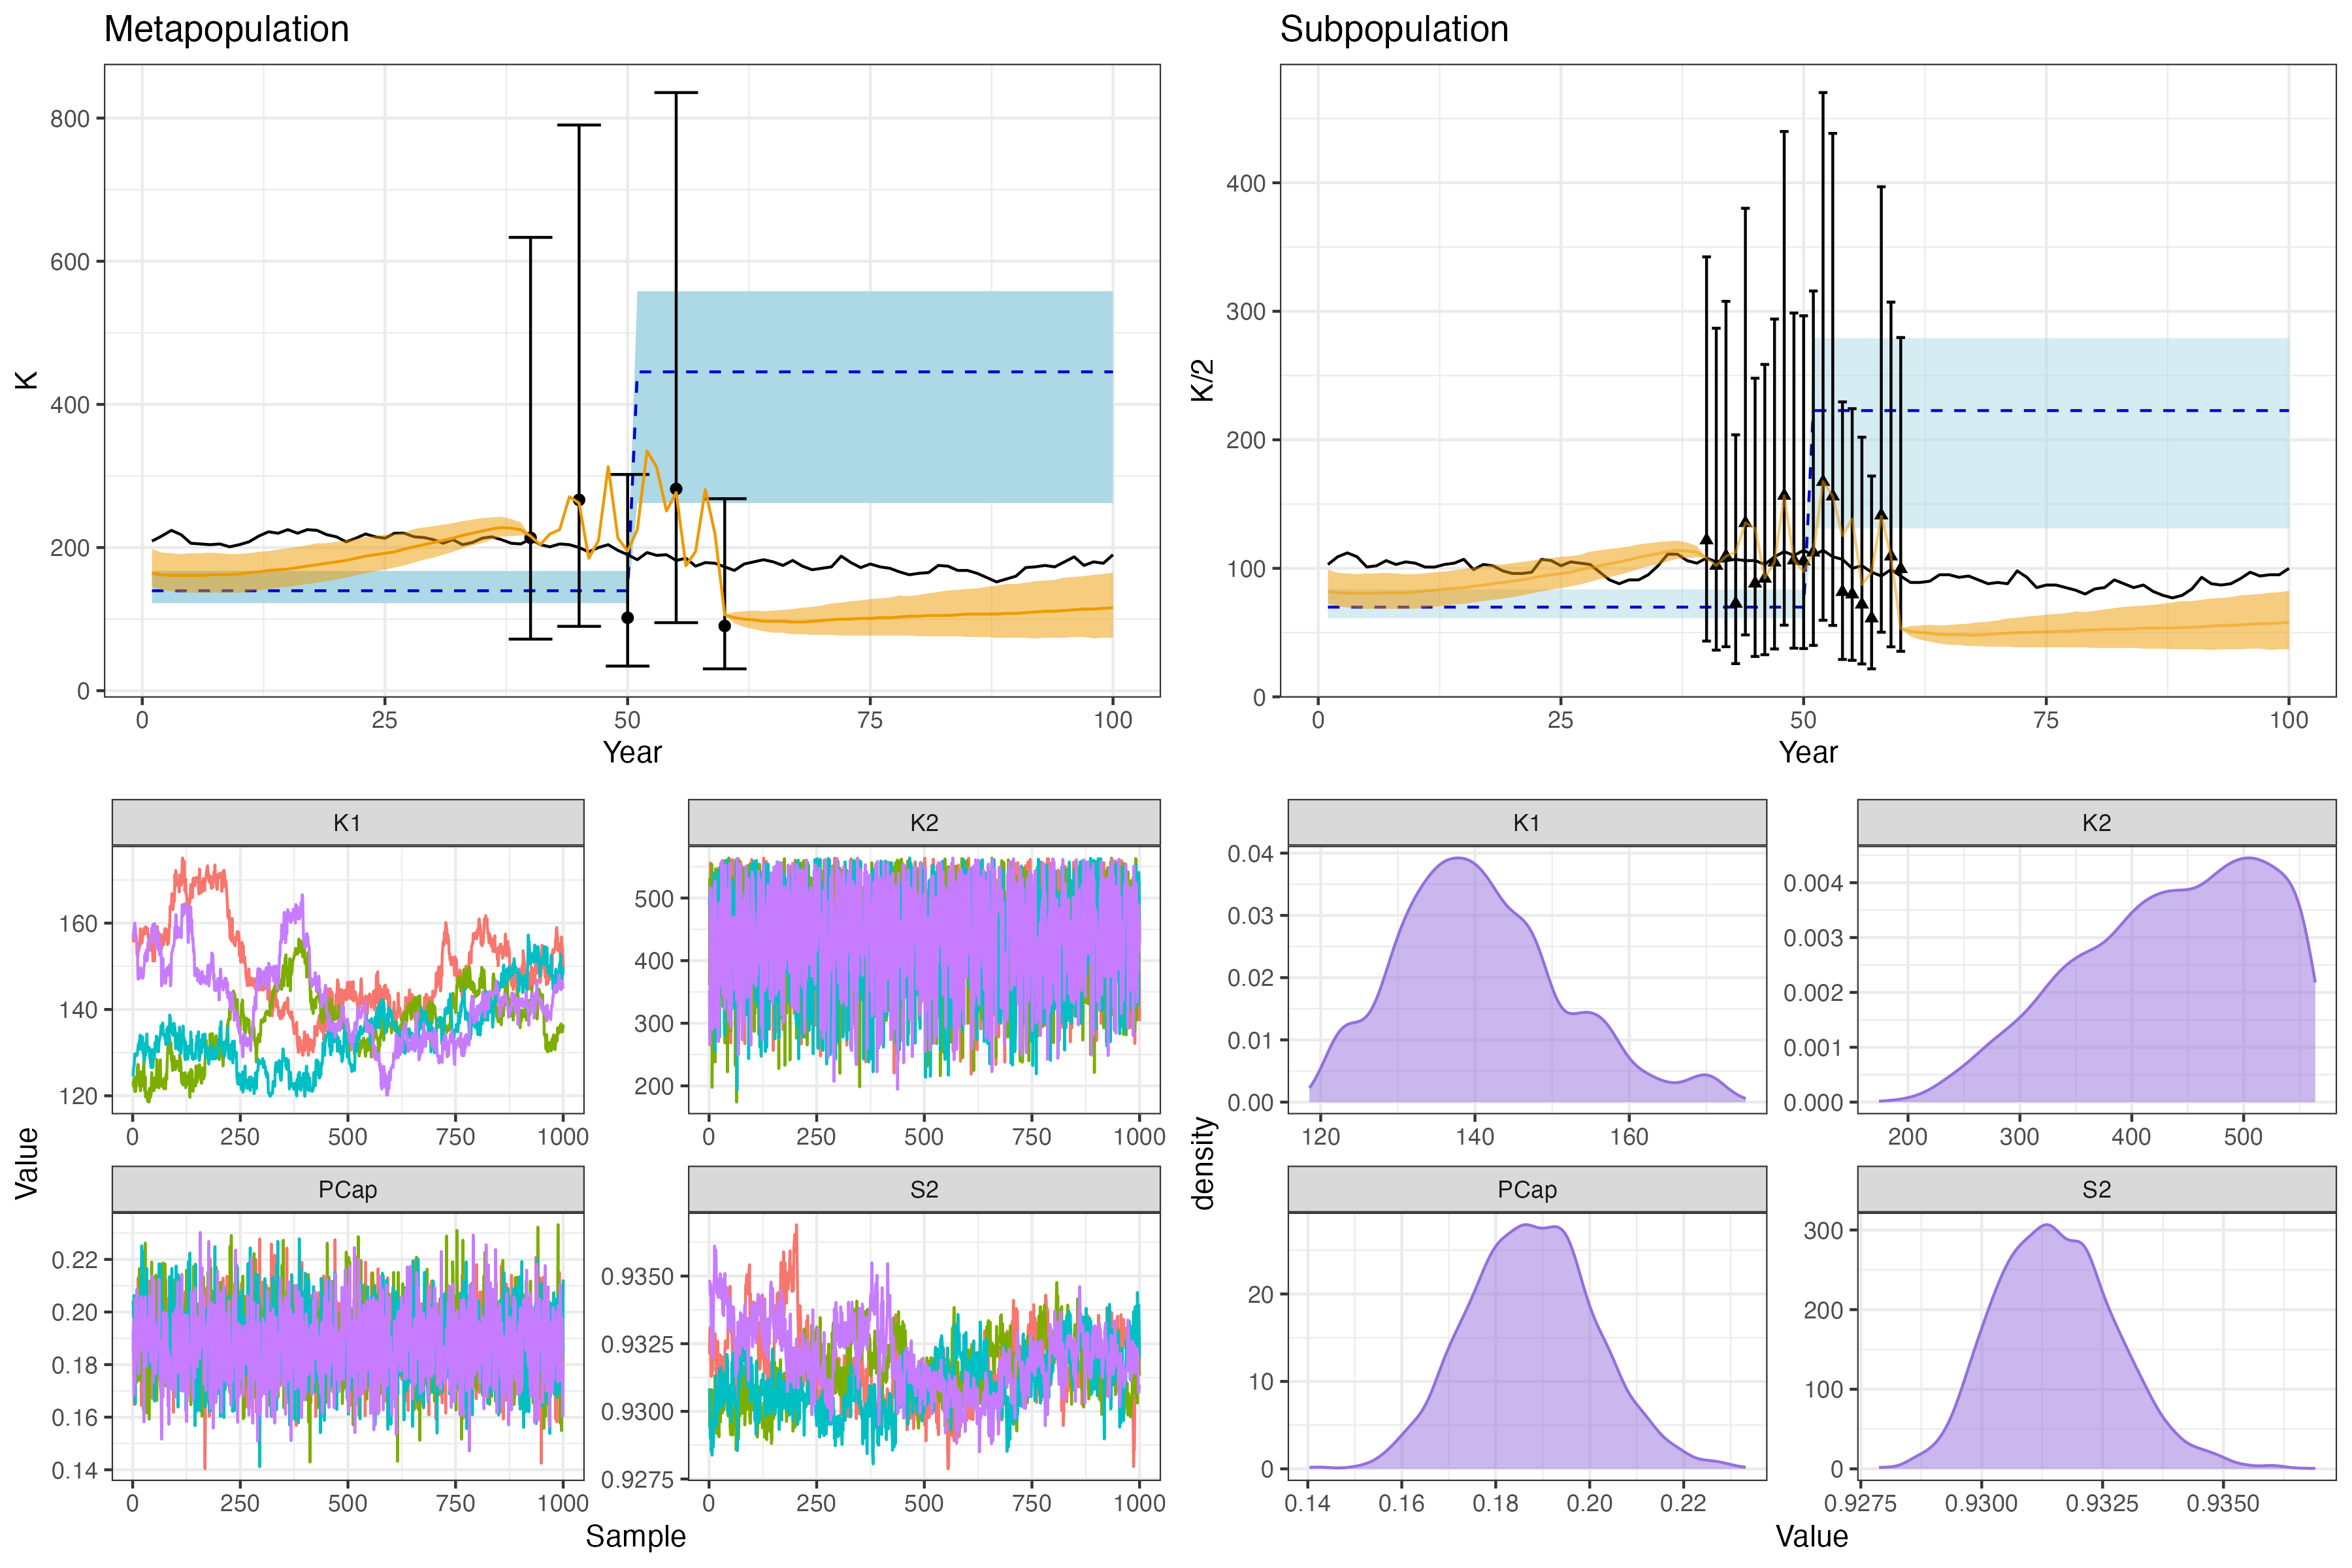 Metapopulation
Subpopulation
800
600
400
200
0
K
0 25 50 75 100
Year
400
300
200
100
0
K/2
0 25 50 75 100
Year
K1
K2
K1
K2
160
140
120
0 250 500 750 1000
500
400
300
200
0 250 500 750 1000
0.04
0.03
0.02
0.01
0.00
120 140 160
0.004
0.003
0.002
0.001
0.000
200 300 400 500
Value
density
PCap
S2
PCap
S2
0.22
0.20
0.18
0.16
0.14
0 250 500 750 1000
0.9350
0.9325
0.9300
0.9275
0 250 500 750 1000
20
10
0
0.14 0.16 0.18 0.20 0.22
300
200
100
0
0.9275 0.9300 0.9325 0.9350
Sample
Value